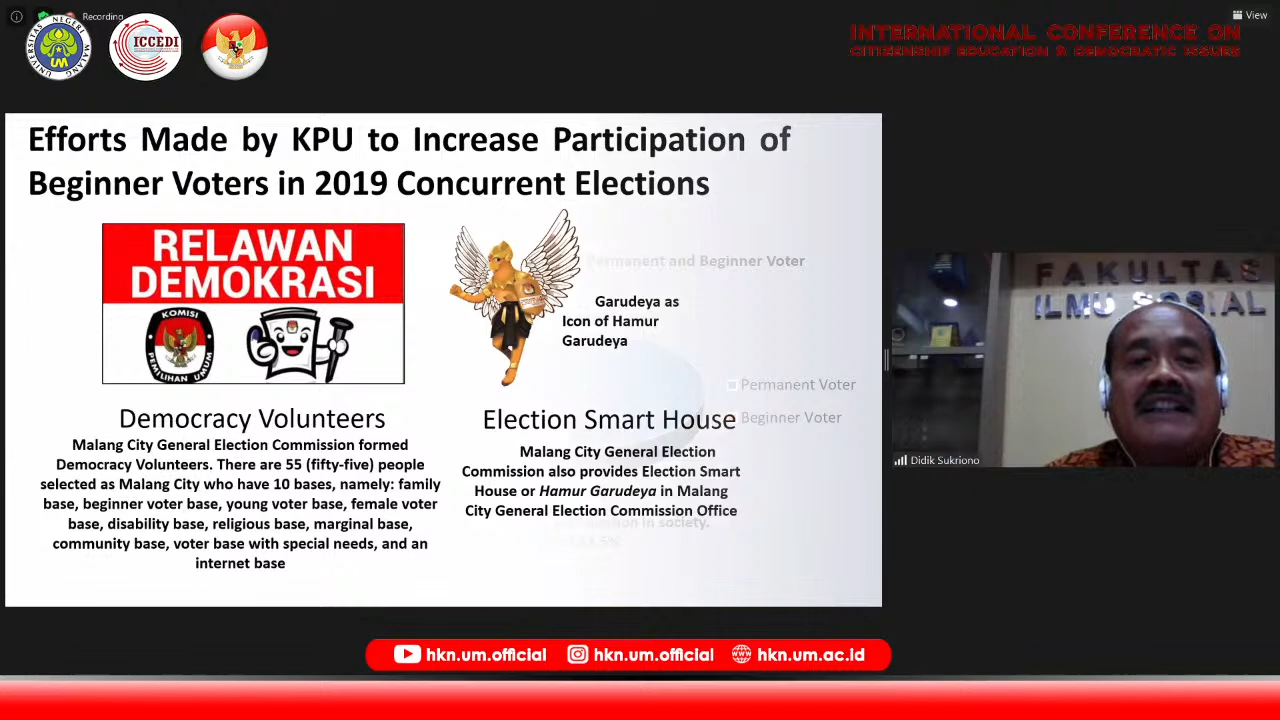 Recording
View
UNIVERSITAS NEGERI MALANG
UM
ICCEDI
INTERNATIONAL CONFERENCE ON
CITIZENSHIP EDUCATION & DEMOCRATIC ISSUES
Efforts Made by KPU to Increase Participation of
Beginner Voters in 2019 Concurrent Elections
RELAWAN
DEMOKRASI
KOMISI
PEMILIHAN UMUM
Permanent and Beginner Voter
Garudeya as
Icon of Hamur
Garudeya
Permanent Voter
Beginner Voter
Democracy Volunteers
Malang City General Election Commission formed
Democracy Volunteers. There are 55 (fifty-five) people
selected as Malang City who have 10 bases, namely: family
base, beginner voter base, young voter base, female voter
base, disability base, religious base, marginal base,
community base, voter base with special needs, and an
internet base
Election Smart House
Malang City General Election
Commission also provides Election Smart
House or Hamur Garudeya in Malang
City General Election Commission Office
in society.
FAKULTAS
ILMU SOSIAL
Didik Sukriono
hkn.um.official
hkn.um.official
hkn.um.ac.id